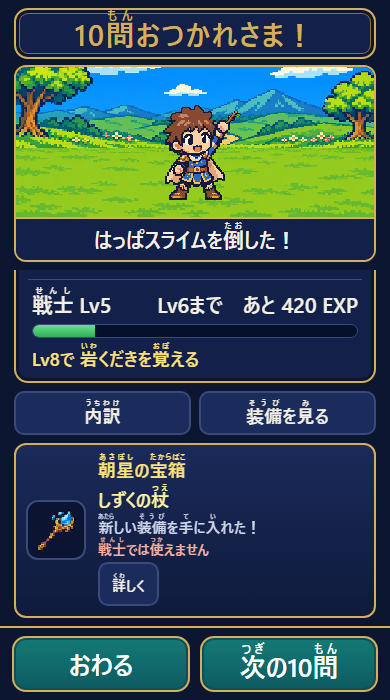 10問おつかれさま！
はっぱスライムを倒した！
戦士 Lv5 Lv6まで あと 420 EXP
Lv8で 岩くだきを覚える
内訳 装備を見る
朝星の宝箱
しずくの杖
新しい装備を手に入れた！
戦士では使えません
詳しく
おわる 次の10問